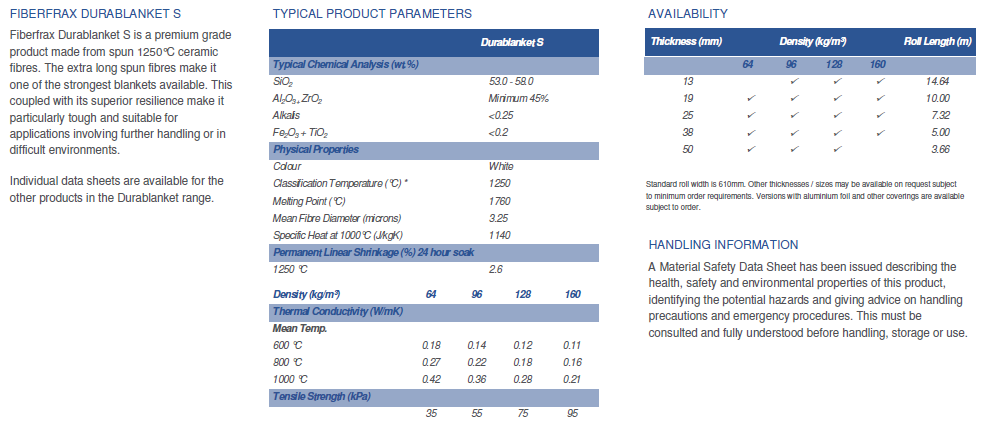 FIBERFRAX DURABLANKET S
Fiberfrax Durablanket S is a premium grade
product made from spun 1250°C ceramic
fibres. The extra long spun fibres make it
one of the strongest blankets available. This
coupled with its superior resilience make it
particularly tough and suitable for
applications involving further handling or in
difficult environments.
Individual data sheets are available for the
other products in the Durablanket range.
TYPICAL PRODUCT PARAMETERS
Durablanket S
Typical Chemical Analysis (wt.%)
SiO₂ 53.0 - 58.0
Al₂O₃+ZrO₂ Minimum 45%
Alkalis <0.25
Fe₂O₃ + TiO₂ <0.2
Physical Properties
Colour White
Classification Temperature (°C) * 1250
Melting Point (°C) 1760
Mean Fibre Diameter (microns) 3.25
Specific Heat at 1000°C (J/kgK) 1140
Permanent Linear Shrinkage (%) 24 hour soak
1250 °C 2.6
Density (kg/m³) 64 96 128 160
Thermal Conductivity (W/mK)
Mean Temp.
600 °C 0.18 0.14 0.12 0.11
800 °C 0.27 0.22 0.18 0.16
1000 °C 0.42 0.36 0.28 0.21
Tensile Strength (kPa)
35 55 75 95
AVAILABILITY
Thickness (mm) Density (kg/m³) Roll Length (m)
64 96 128 160
13 ✓ ✓ ✓ 14.64
19 ✓ ✓ ✓ ✓ 10.00
25 ✓ ✓ ✓ ✓ 7.32
38 ✓ ✓ ✓ ✓ 5.00
50 ✓ ✓ ✓ 3.66
Standard roll width is 610mm. Other thicknesses / sizes may be available on request subject
to minimum order requirements. Versions with aluminium foil and other coverings are available
subject to order.
HANDLING INFORMATION
A Material Safety Data Sheet has been issued describing the
health, safety and environmental properties of this product,
identifying the potential hazards and giving advice on handling
precautions and emergency procedures. This must be
consulted and fully understood before handling, storage or use.